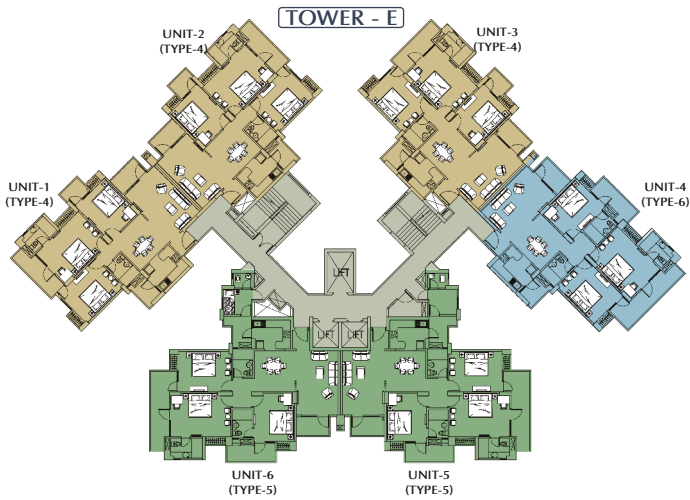 TOWER - E
UNIT-2
(TYPE-4)
UNIT-3
(TYPE-4)
UNIT-1
(TYPE-4)
UNIT-4
(TYPE-6)
LIFT
LIFT
LIFT
UNIT-6
(TYPE-5)
UNIT-5
(TYPE-5)